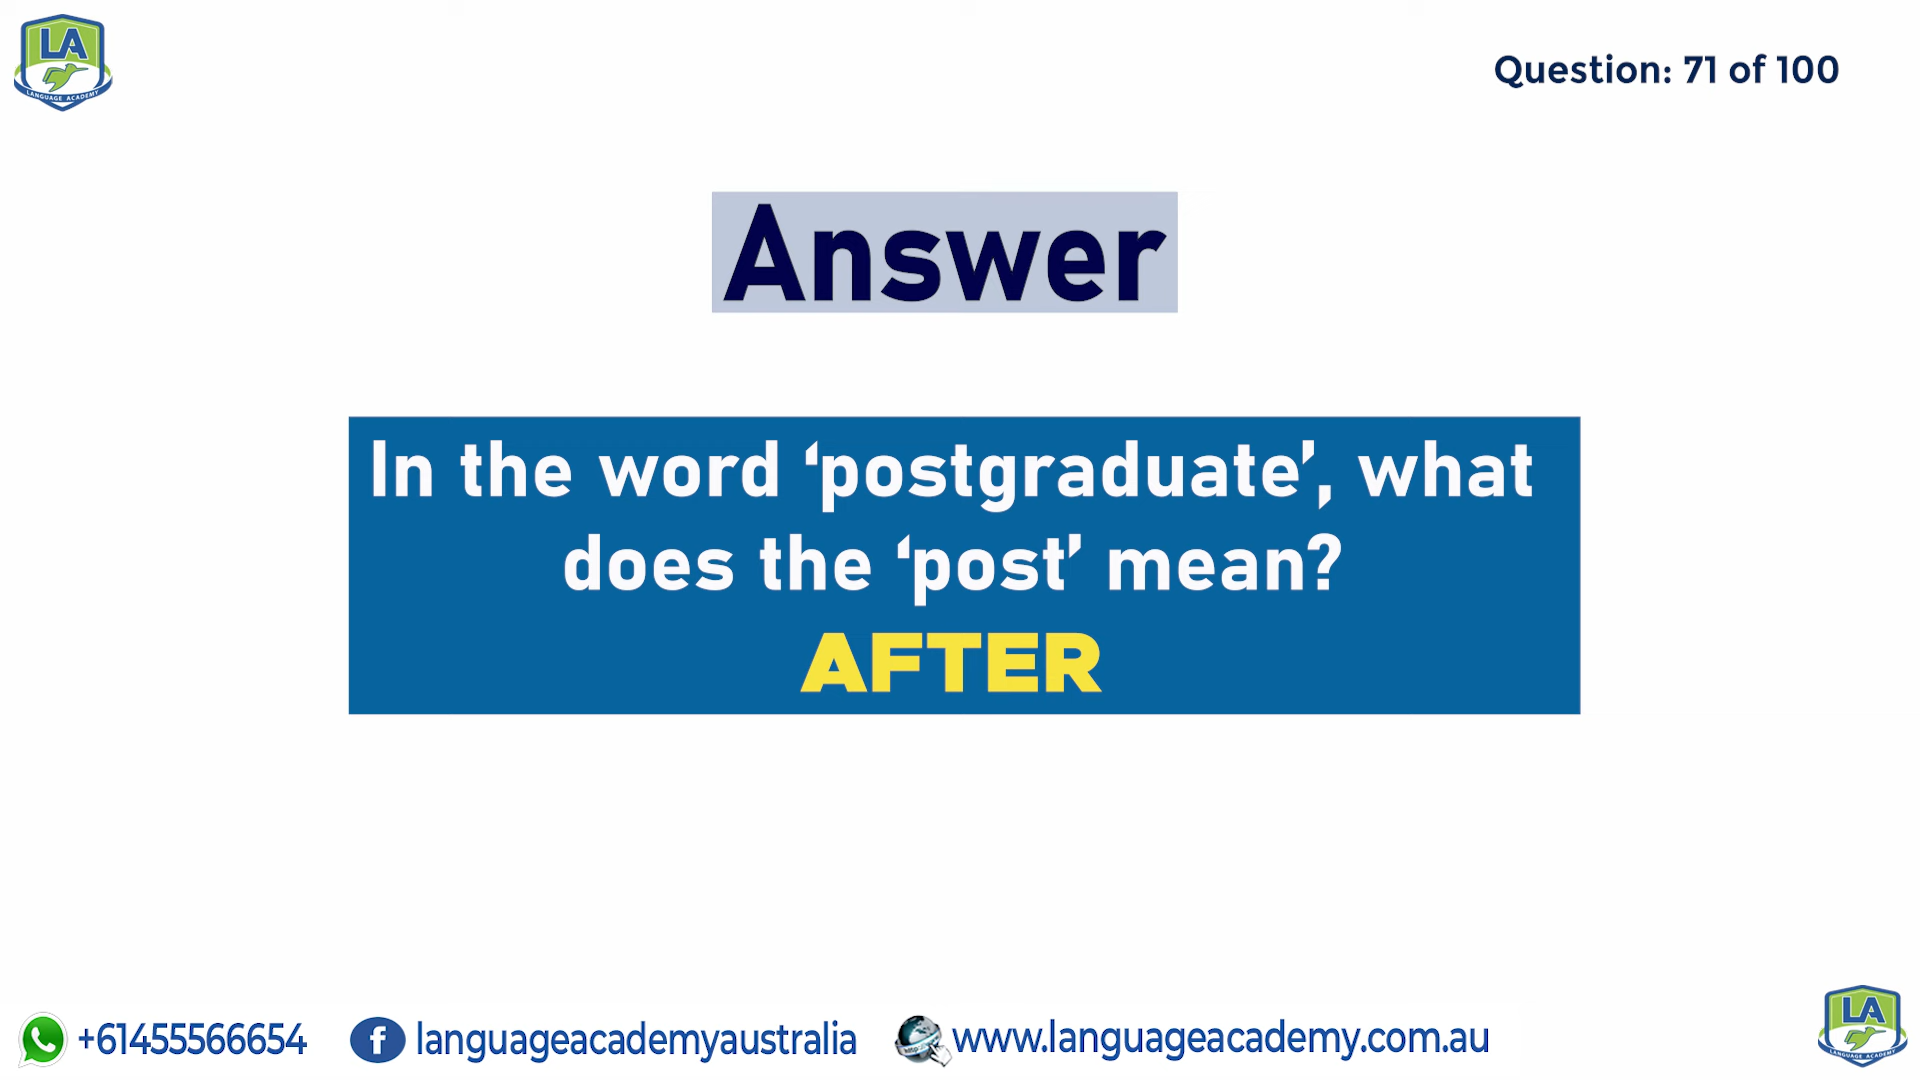 LA
LANGUAGE ACADEMY
Question: 71 of 100
Answer
In the word ‘postgraduate’, what
does the ‘post’ mean?
AFTER
+61455566654
languageacademyaustralia
www.languageacademy.com.au
LA
LANGUAGE ACADEMY